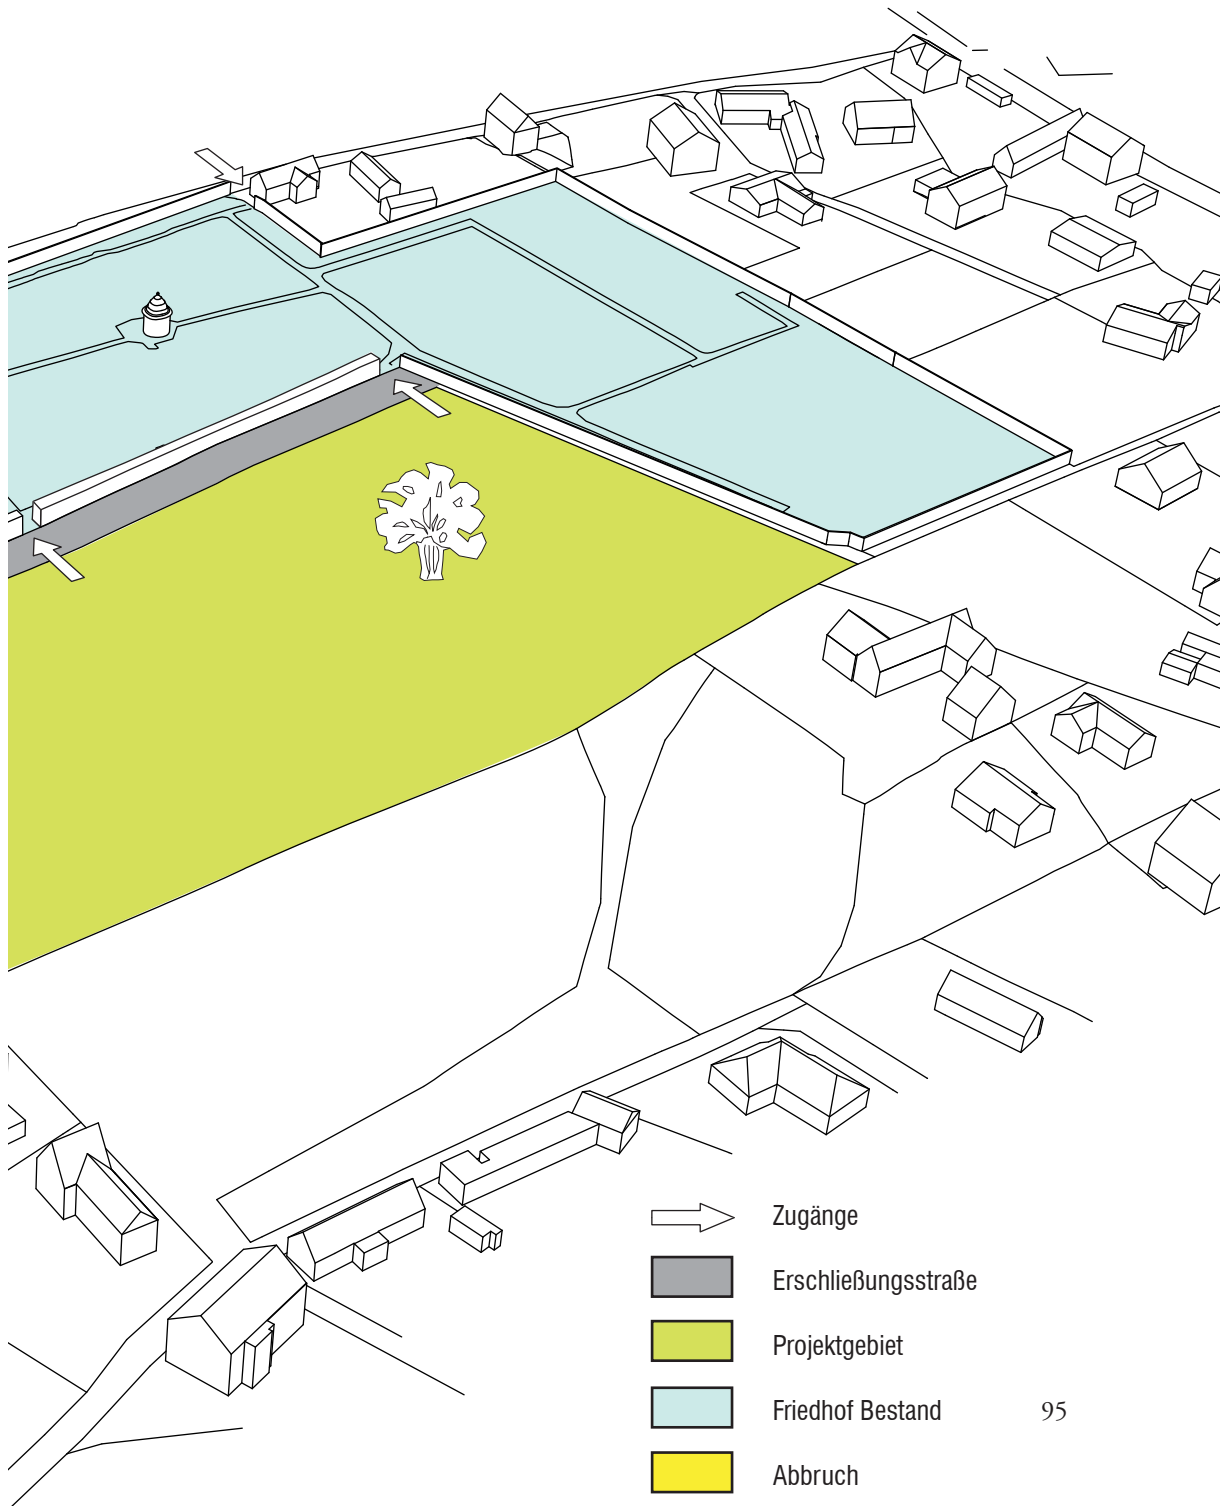 Zugänge
Erschließungsstraße
Projektgebiet
Friedhof Bestand
95
Abbruch